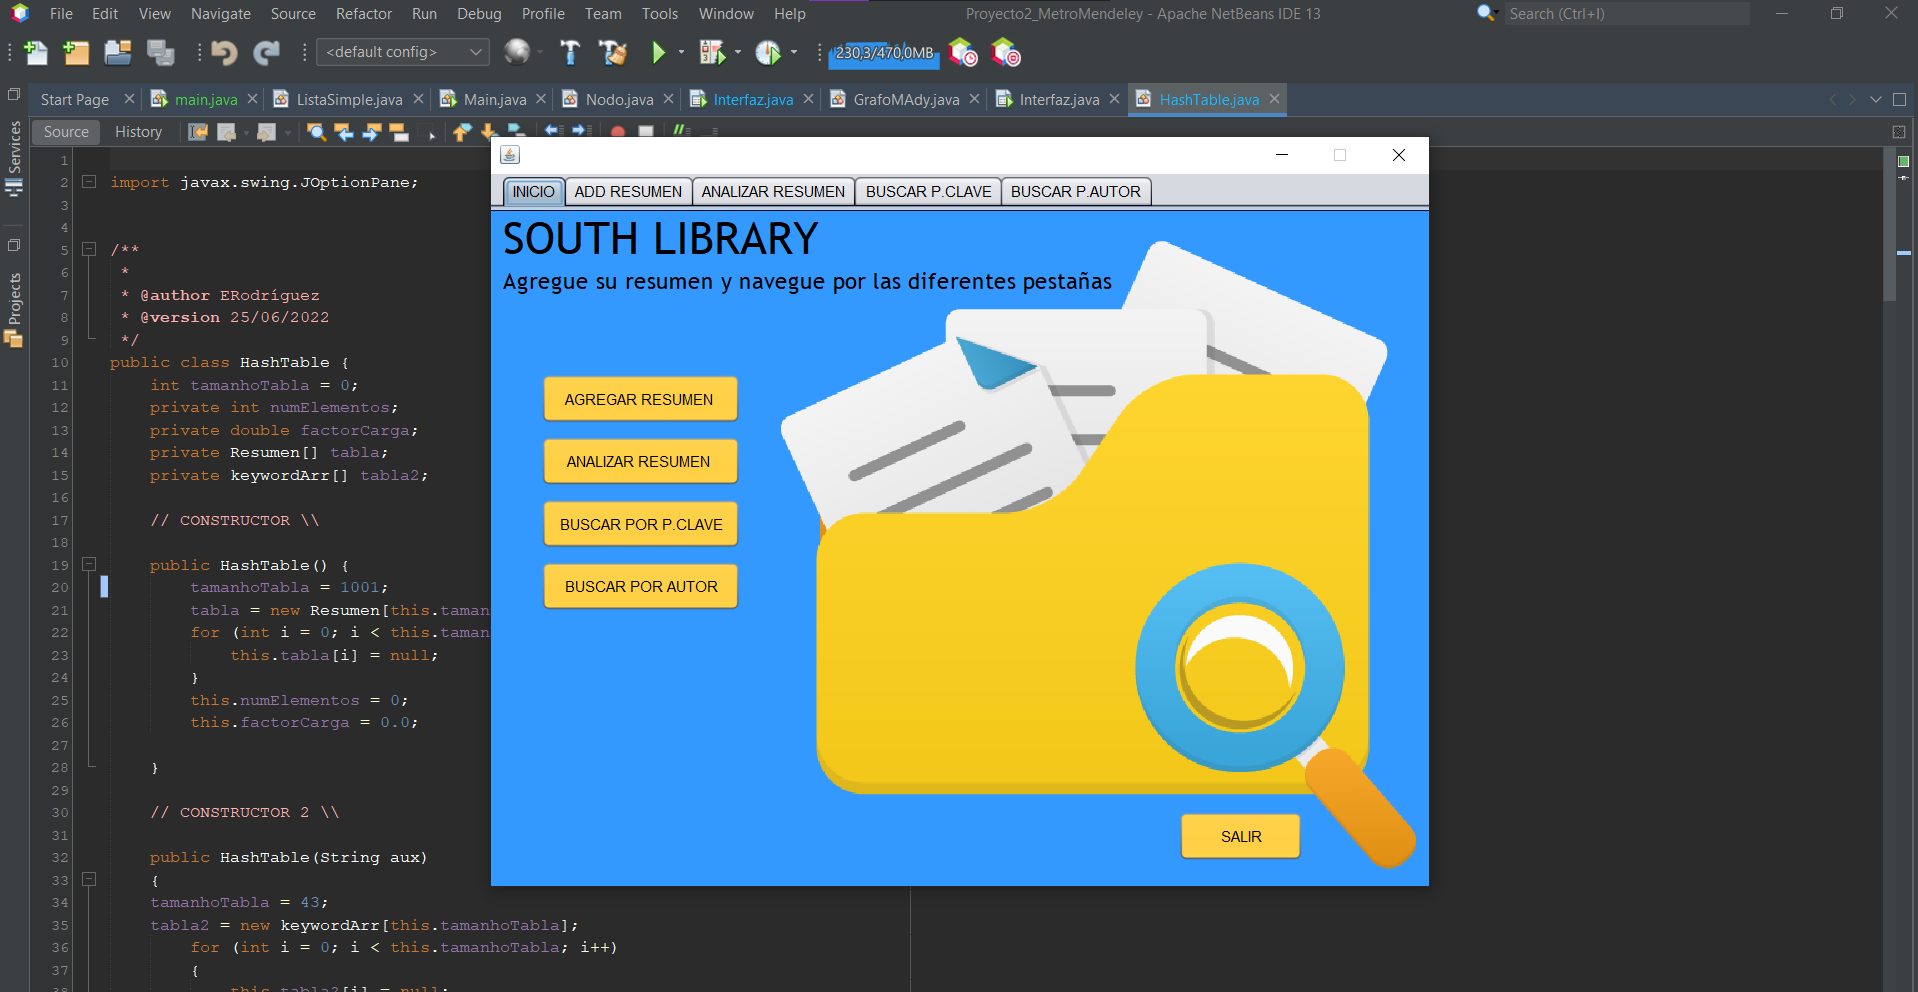 File Edit View Navigate Source Refactor Run Debug Profile Team Tools Window Help
Proyecto2_MetroMendeley - Apache NetBeans IDE 13
Search (Ctrl+I)
<default config>
230,3/470,0MB
Start Page
main.java
ListaSimple.java
Main.java
Nodo.java
Interfaz.java
GrafoMAdy.java
Interfaz.java
HashTable.java
Source History
Services
Projects
1
2 import javax.swing.JOptionPane;
3
4
5 /**
6 *
7 * @author ERodríguez
8 * @version 25/06/2022
9 */
10 public class HashTable {
11 int tamanhoTabla = 0;
12 private int numElementos;
13 private double factorCarga;
14 private Resumen[] tabla;
15 private keywordArr[] tabla2;
16
17 // CONSTRUCTOR \\
18
19 public HashTable() {
20 tamanhoTabla = 1001;
21 tabla = new Resumen[this.taman
22 for (int i = 0; i < this.taman
23 this.tabla[i] = null;
24 }
25 this.numElementos = 0;
26 this.factorCarga = 0.0;
27
28 }
29
30 // CONSTRUCTOR 2 \\
31
32 public HashTable(String aux)
33 {
34 tamanhoTabla = 43;
35 tabla2 = new keywordArr[this.tamanhoTabla];
36 for (int i = 0; i < this.tamanhoTabla; i++)
37 {
38 this.tabla2[i] = null;
INICIO ADD RESUMEN ANALIZAR RESUMEN BUSCAR P.CLAVE BUSCAR P.AUTOR
SOUTH LIBRARY
Agregue su resumen y navegue por las diferentes pestañas
AGREGAR RESUMEN
ANALIZAR RESUMEN
BUSCAR POR P.CLAVE
BUSCAR POR AUTOR
SALIR